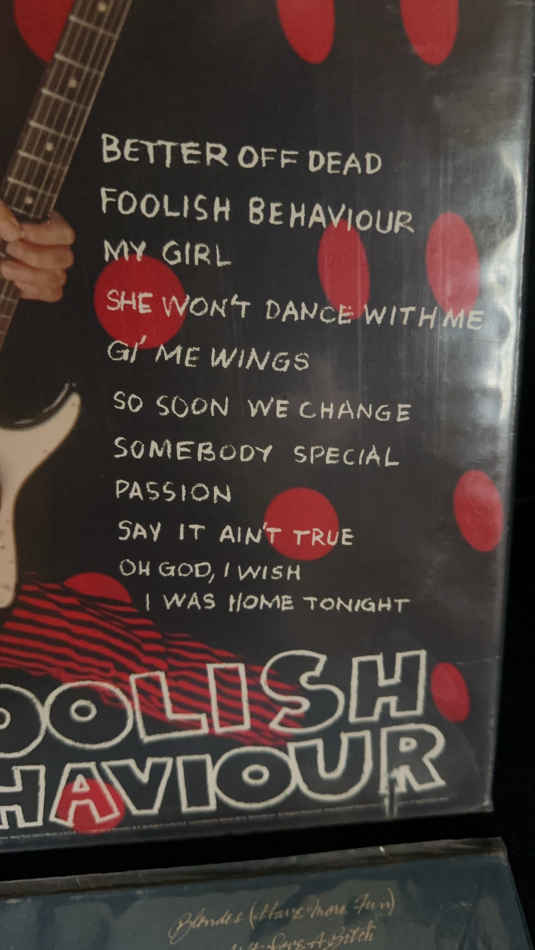 BETTER OFF DEAD
FOOLISH BEHAVIOUR
MY GIRL
SHE WON'T DANCE WITH ME
GI' ME WINGS
SO SOON WE CHANGE
SOMEBODY SPECIAL
PASSION
SAY IT AIN'T TRUE
OH GOD, I WISH
I WAS HOME TONIGHT
OOLISH
HAVIOUR
Blondes (Have More Fun)
A Bitch